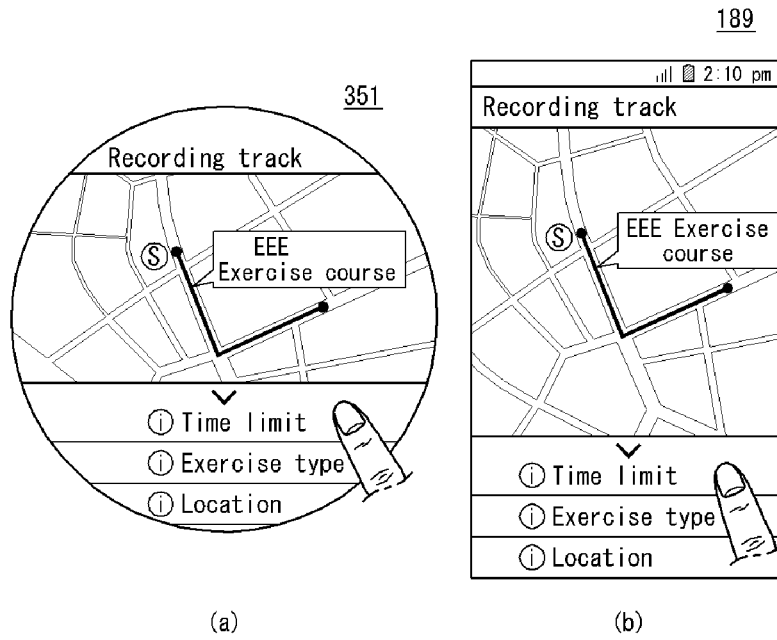 189
351
2:10 pm
Recording track
Recording track
S
EEE
Exercise course
S
EEE Exercise
course
i Time limit
i Exercise type
i Location
i Time limit
i Exercise type
i Location
(a)
(b)